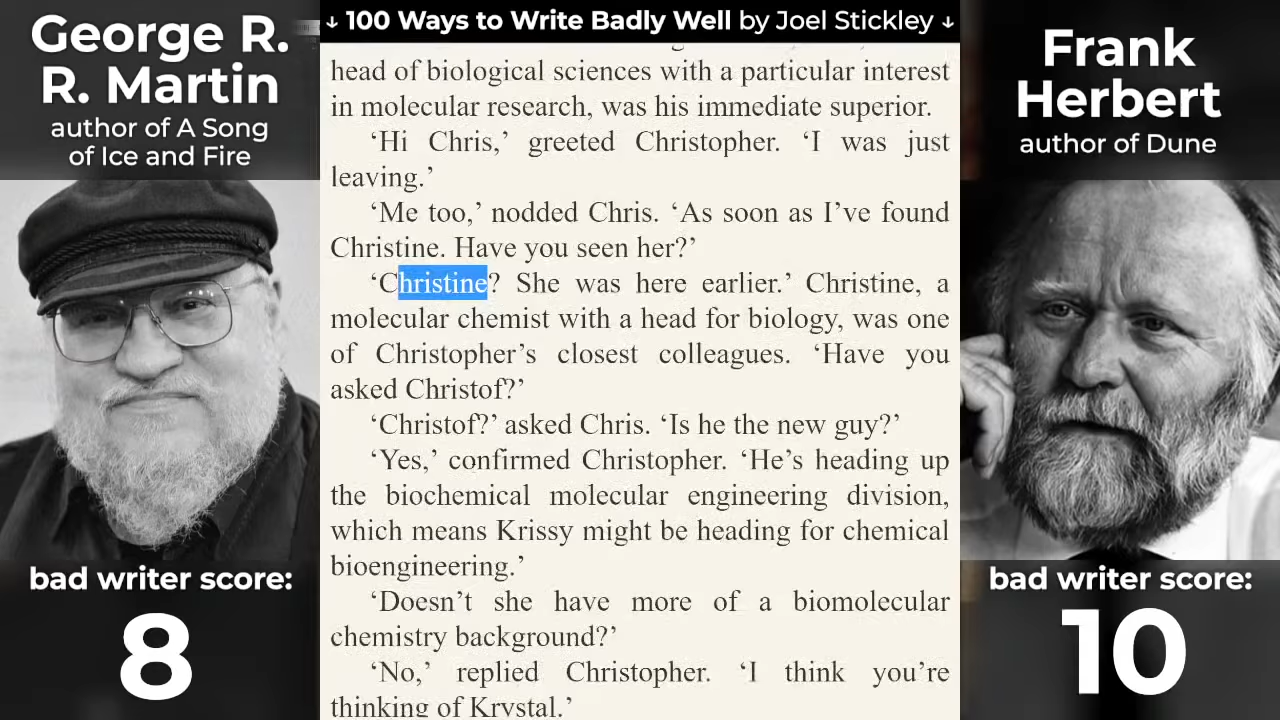 George R.
R. Martin
author of A Song
of Ice and Fire
bad writer score:
8
↓ 100 Ways to Write Badly Well by Joel Stickley ↓
head of biological sciences with a particular interest
in molecular research, was his immediate superior.
‘Hi Chris,’ greeted Christopher. ‘I was just
leaving.’
‘Me too,’ nodded Chris. ‘As soon as I’ve found
Christine. Have you seen her?’
‘Christine? She was here earlier.’ Christine, a
molecular chemist with a head for biology, was one
of Christopher’s closest colleagues. ‘Have you
asked Christof?’
‘Christof?’ asked Chris. ‘Is he the new guy?’
‘Yes,’ confirmed Christopher. ‘He’s heading up
the biochemical molecular engineering division,
which means Krissy might be heading for chemical
bioengineering.’
‘Doesn’t she have more of a biomolecular
chemistry background?’
‘No,’ replied Christopher. ‘I think you’re
thinking of Krystal.’
Frank
Herbert
author of Dune
bad writer score:
10